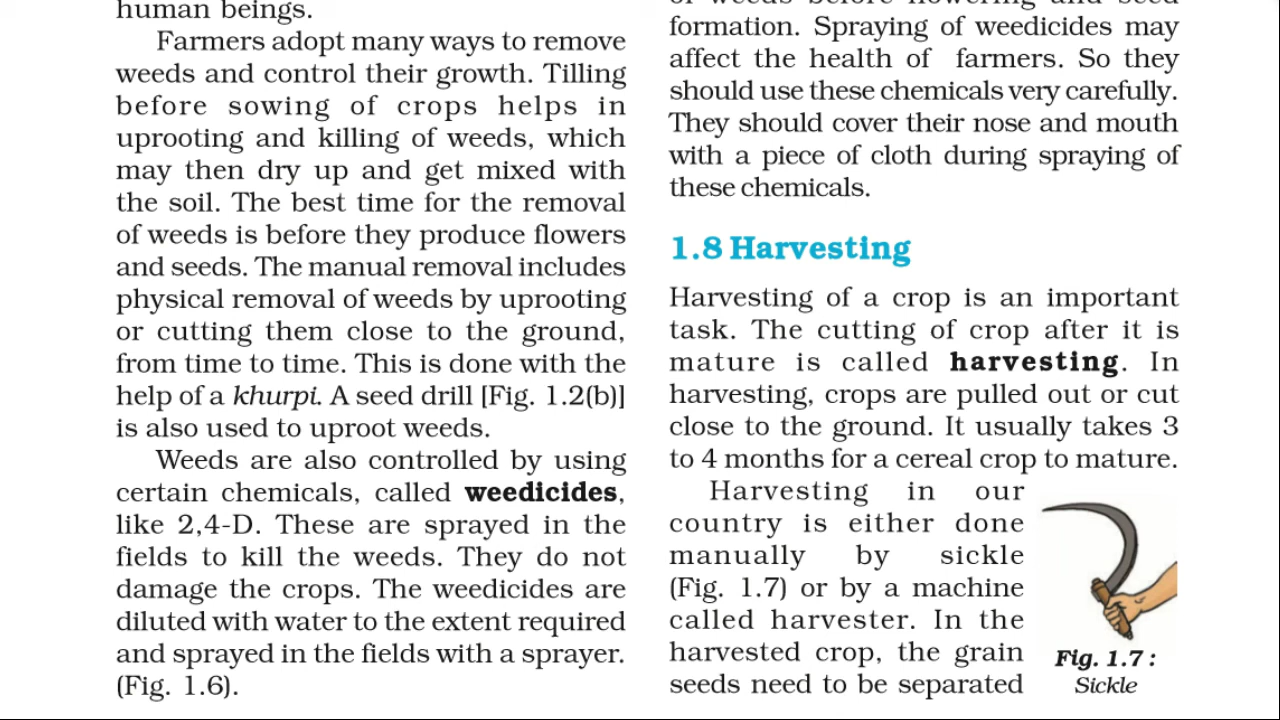 human beings.
Farmers adopt many ways to remove
weeds and control their growth. Tilling
before sowing of crops helps in
uprooting and killing of weeds, which
may then dry up and get mixed with
the soil. The best time for the removal
of weeds is before they produce flowers
and seeds. The manual removal includes
physical removal of weeds by uprooting
or cutting them close to the ground,
from time to time. This is done with the
help of a khurpi. A seed drill [Fig. 1.2(b)]
is also used to uproot weeds.
Weeds are also controlled by using
certain chemicals, called weedicides,
like 2,4-D. These are sprayed in the
fields to kill the weeds. They do not
damage the crops. The weedicides are
diluted with water to the extent required
and sprayed in the fields with a sprayer.
(Fig. 1.6).
of weeds before flowering and seed
formation. Spraying of weedicides may
affect the health of farmers. So they
should use these chemicals very carefully.
They should cover their nose and mouth
with a piece of cloth during spraying of
these chemicals.
1.8 Harvesting
Harvesting of a crop is an important
task. The cutting of crop after it is
mature is called harvesting. In
harvesting, crops are pulled out or cut
close to the ground. It usually takes 3
to 4 months for a cereal crop to mature.
Harvesting in our
country is either done
manually by sickle
(Fig. 1.7) or by a machine
called harvester. In the
harvested crop, the grain
seeds need to be separated
Fig. 1.7 :
Sickle